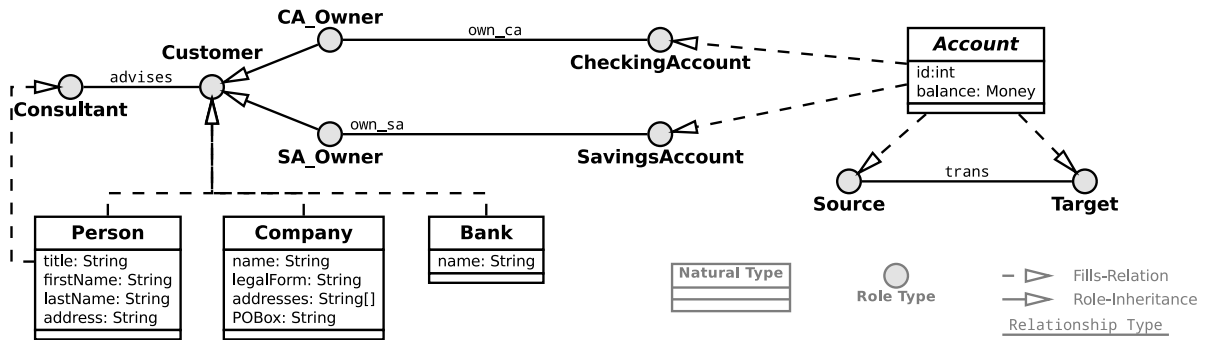 CA_Owner
own_ca
Customer
CheckingAccount
advises
Consultant
own_sa
SA_Owner
SavingsAccount
Account
id:int
balance: Money
trans
Source
Target
Person
title: String
firstName: String
lastName: String
address: String
Company
name: String
legalForm: String
addresses: String[]
POBox: String
Bank
name: String
Natural Type
Role Type
Fills-Relation
Role-Inheritance
Relationship Type